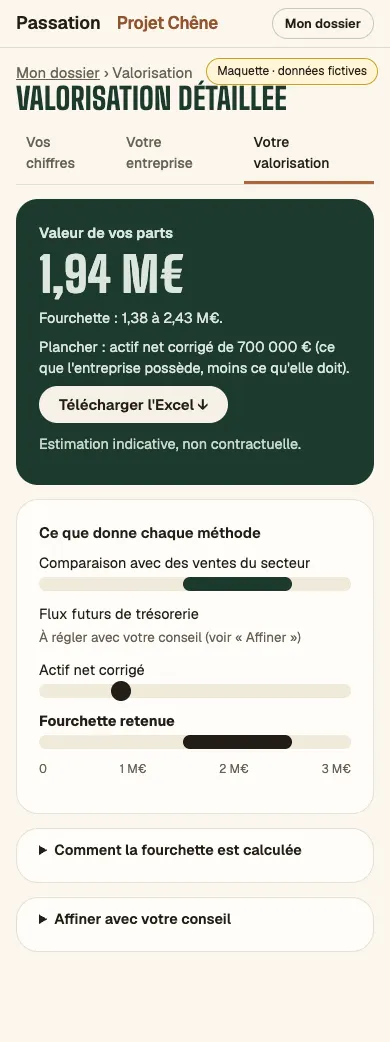 Passation Projet Chêne Mon dossier
Mon dossier › Valorisation
Maquette · données fictives
VALORISATION DÉTAILLÉE
Vos chiffres
Votre entreprise
Votre valorisation
Valeur de vos parts
1,94 M€
Fourchette : 1,38 à 2,43 M€.
Plancher : actif net corrigé de 700 000 € (ce
que l'entreprise possède, moins ce qu'elle doit).
Télécharger l'Excel ↓
Estimation indicative, non contractuelle.
Ce que donne chaque méthode
Comparaison avec des ventes du secteur
Flux futurs de trésorerie
À régler avec votre conseil (voir « Affiner »)
Actif net corrigé
Fourchette retenue
0 1 M€ 2 M€ 3 M€
▶ Comment la fourchette est calculée
▶ Affiner avec votre conseil